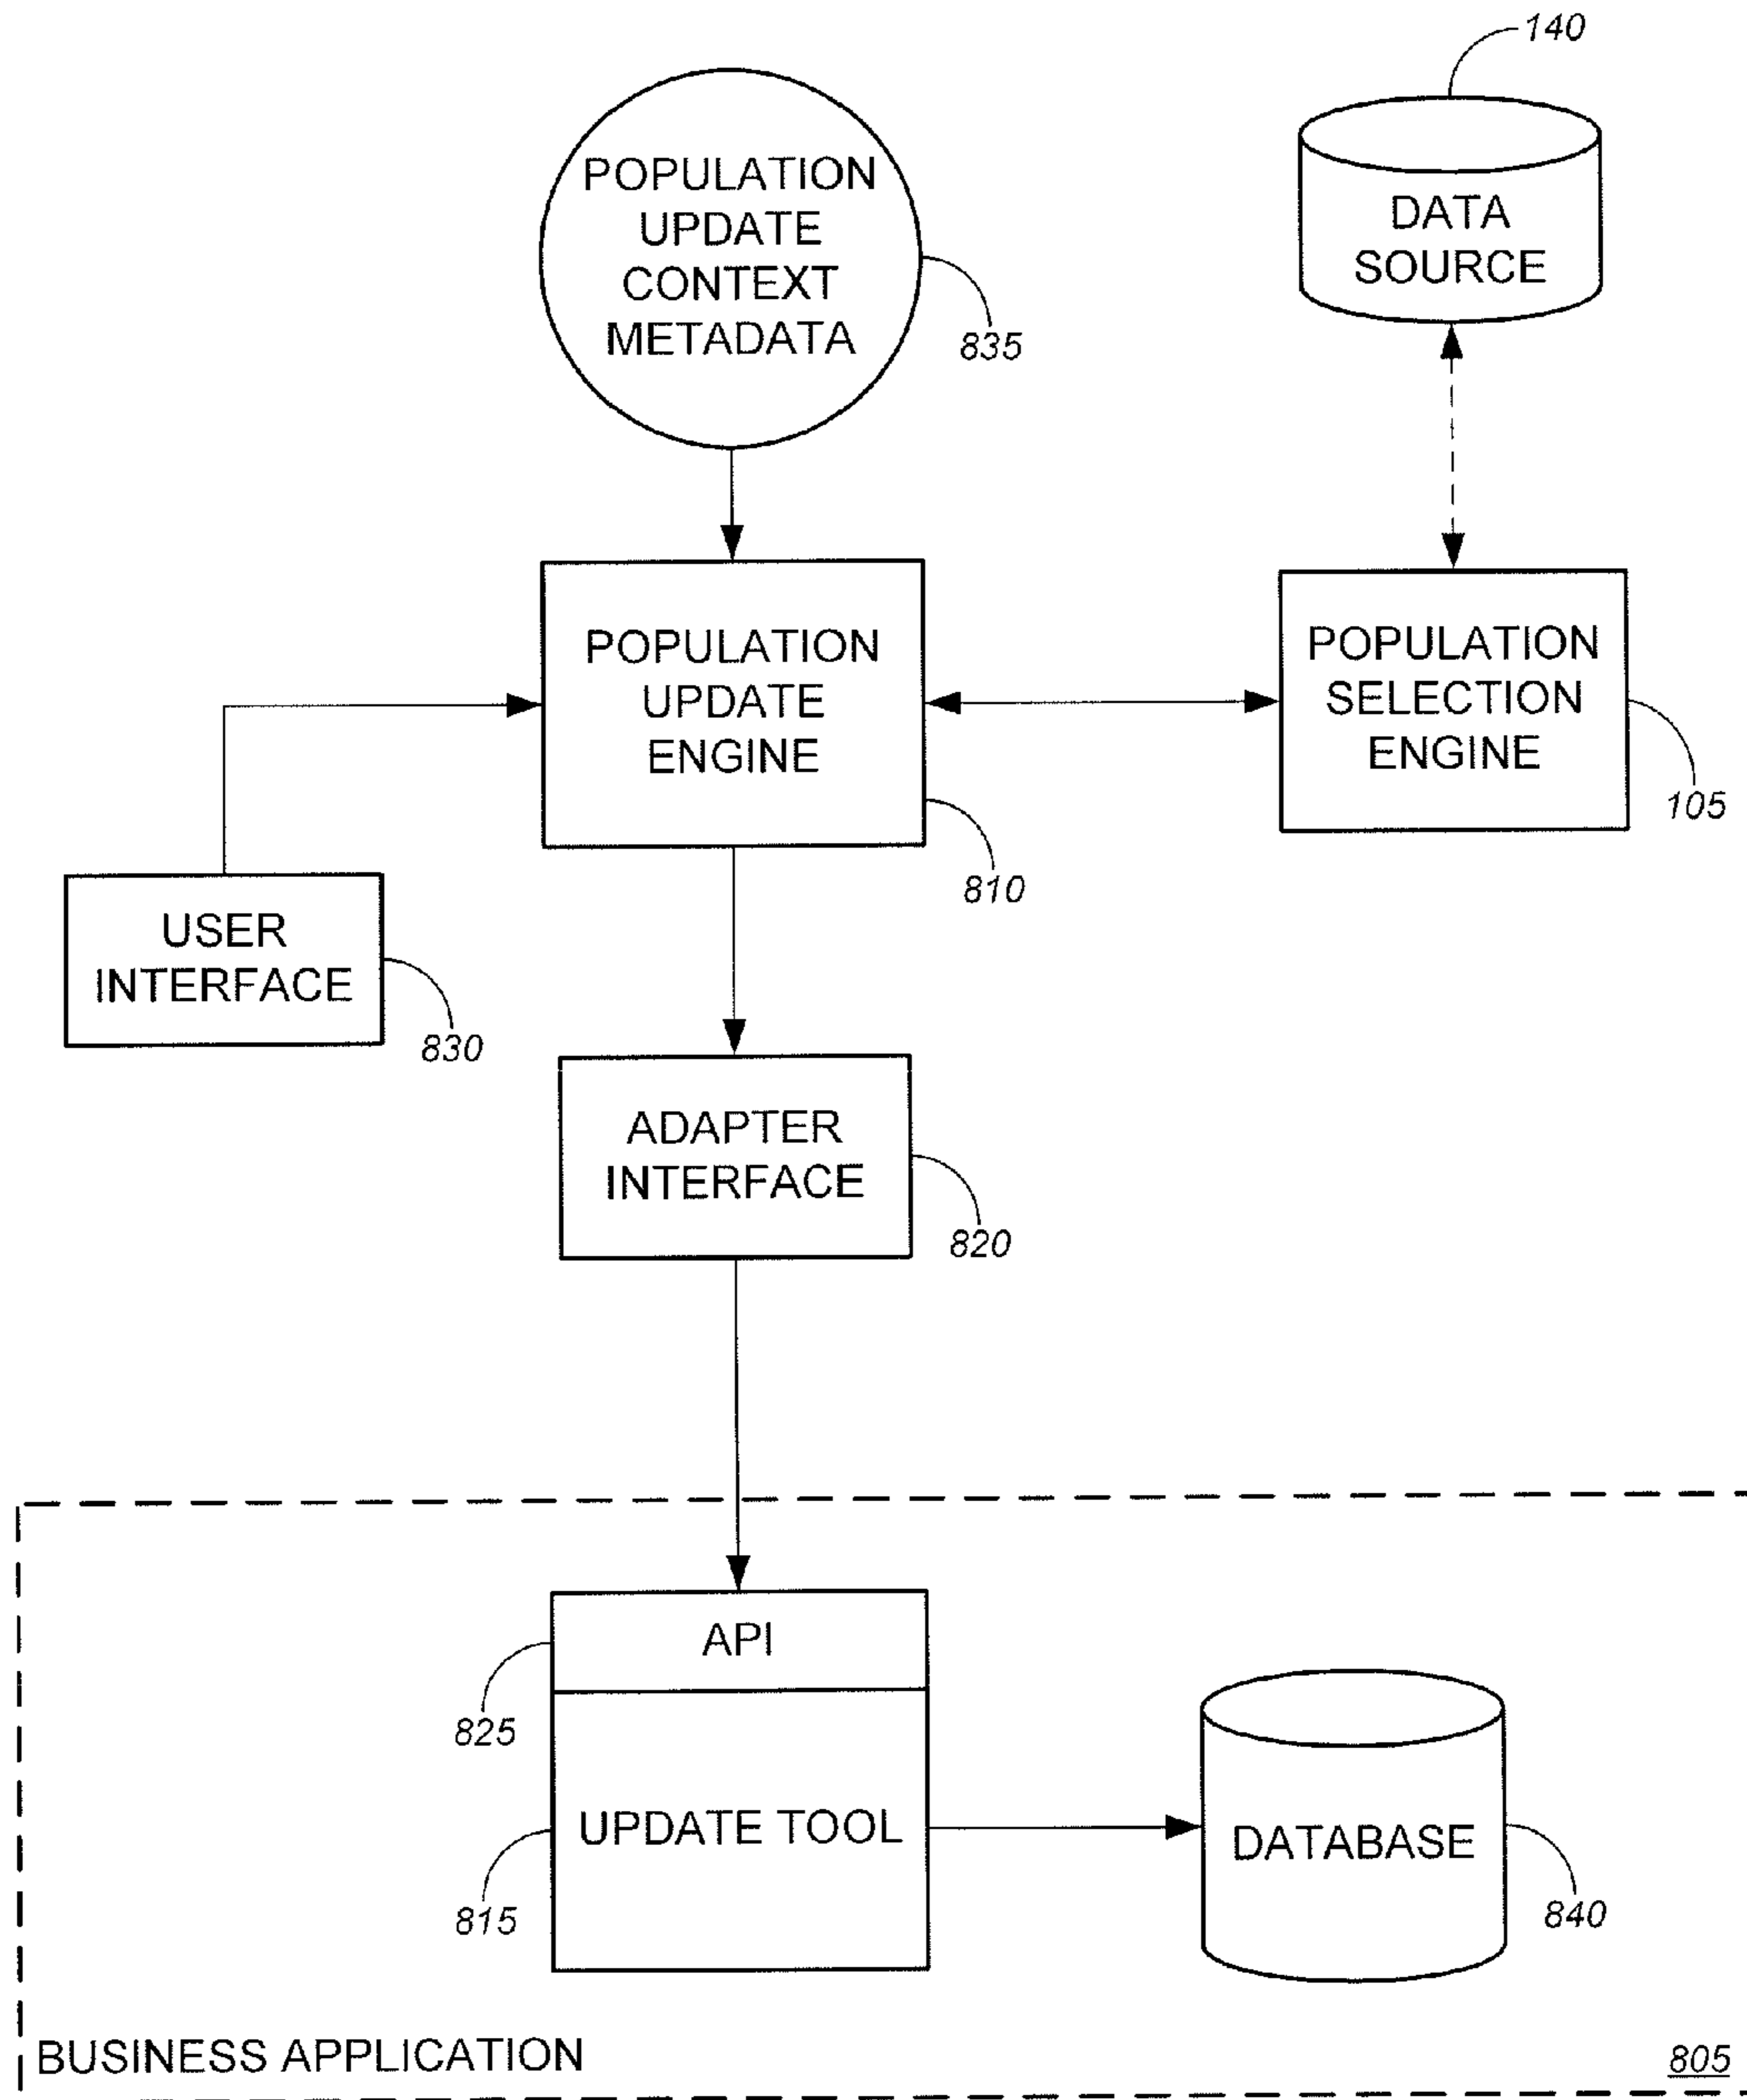 140
POPULATION
UPDATE
CONTEXT
METADATA
835
DATA
SOURCE
POPULATION
UPDATE
ENGINE
810
POPULATION
SELECTION
ENGINE
105
USER
INTERFACE
830
ADAPTER
INTERFACE
820
API
825
UPDATE TOOL
815
DATABASE
840
BUSINESS APPLICATION
805